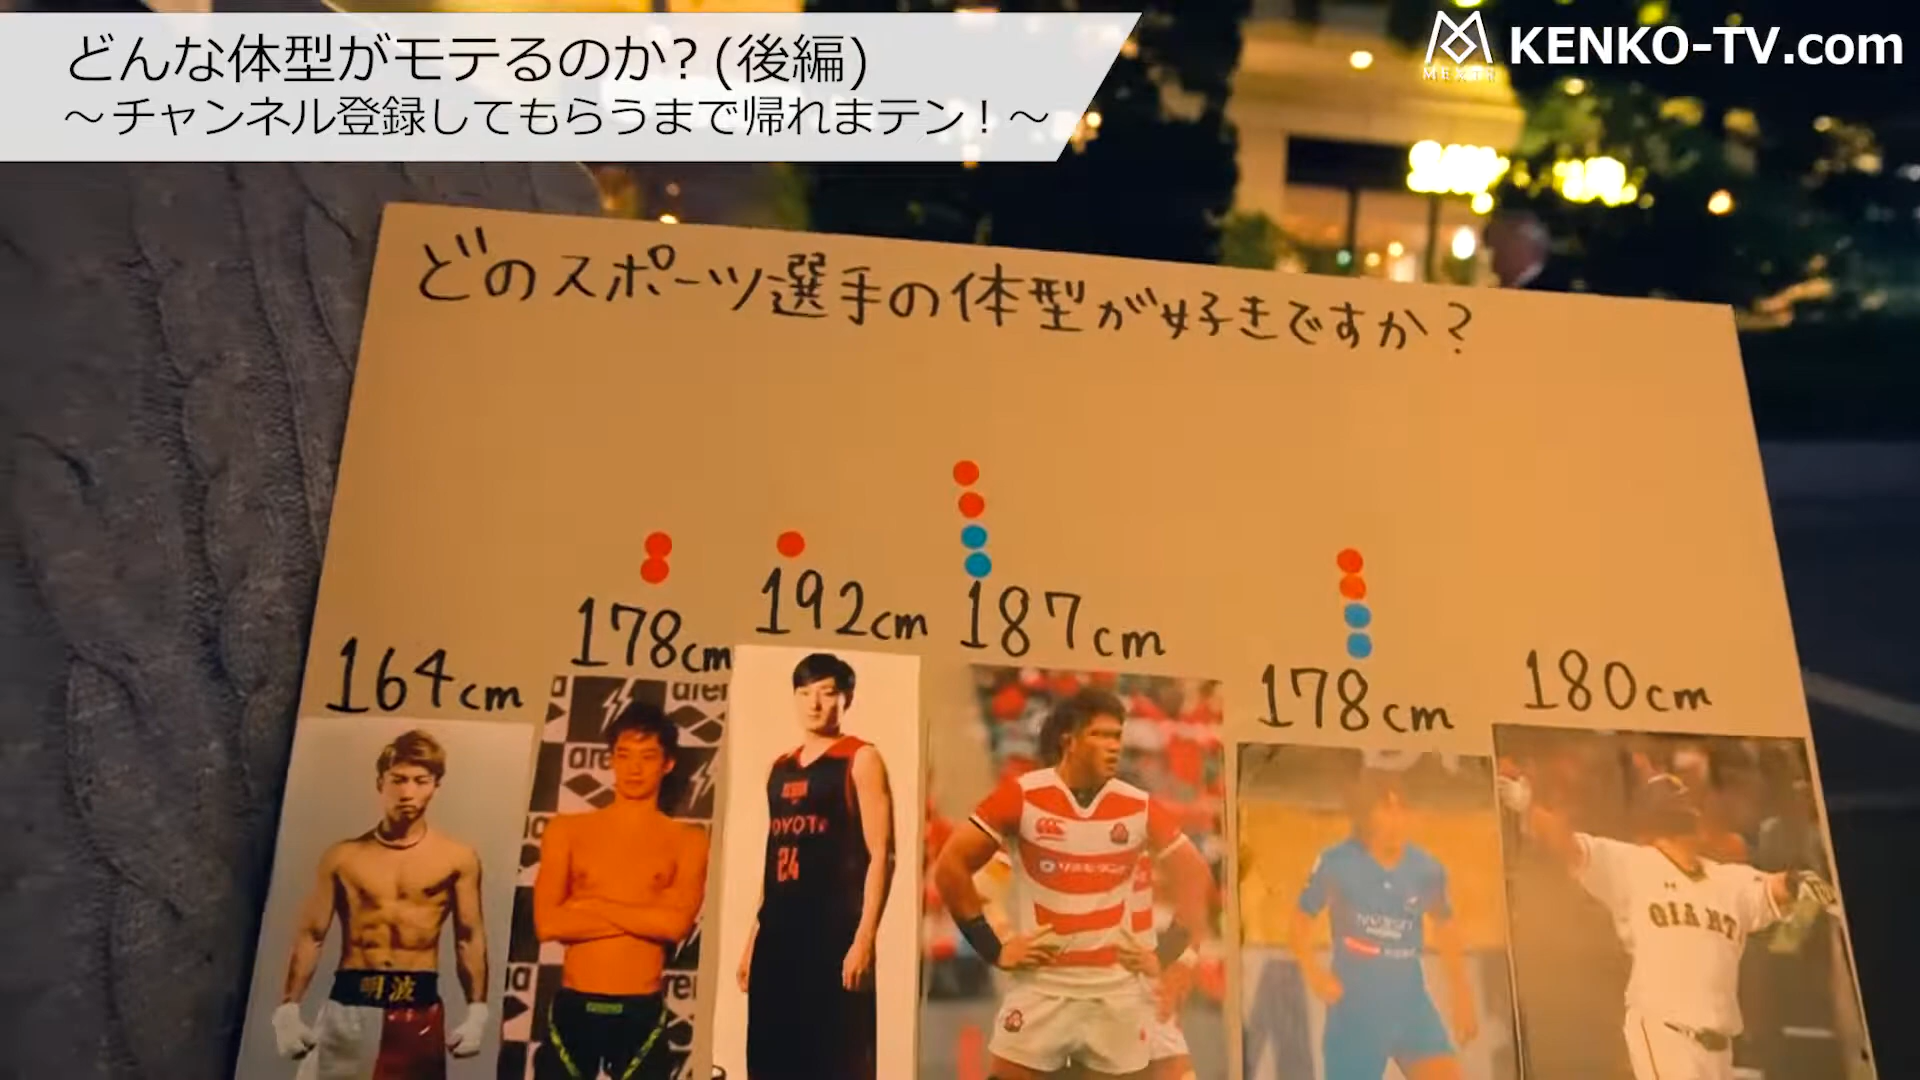 どんな体型がモテるのか?(後編)
～チャンネル登録してもらうまで帰れまテン!～
KENKO-TV.com
どのスポーツ選手の体型が好きですか?
164cm
178cm
192cm
187cm
178cm
180cm
arena
are
明波
24